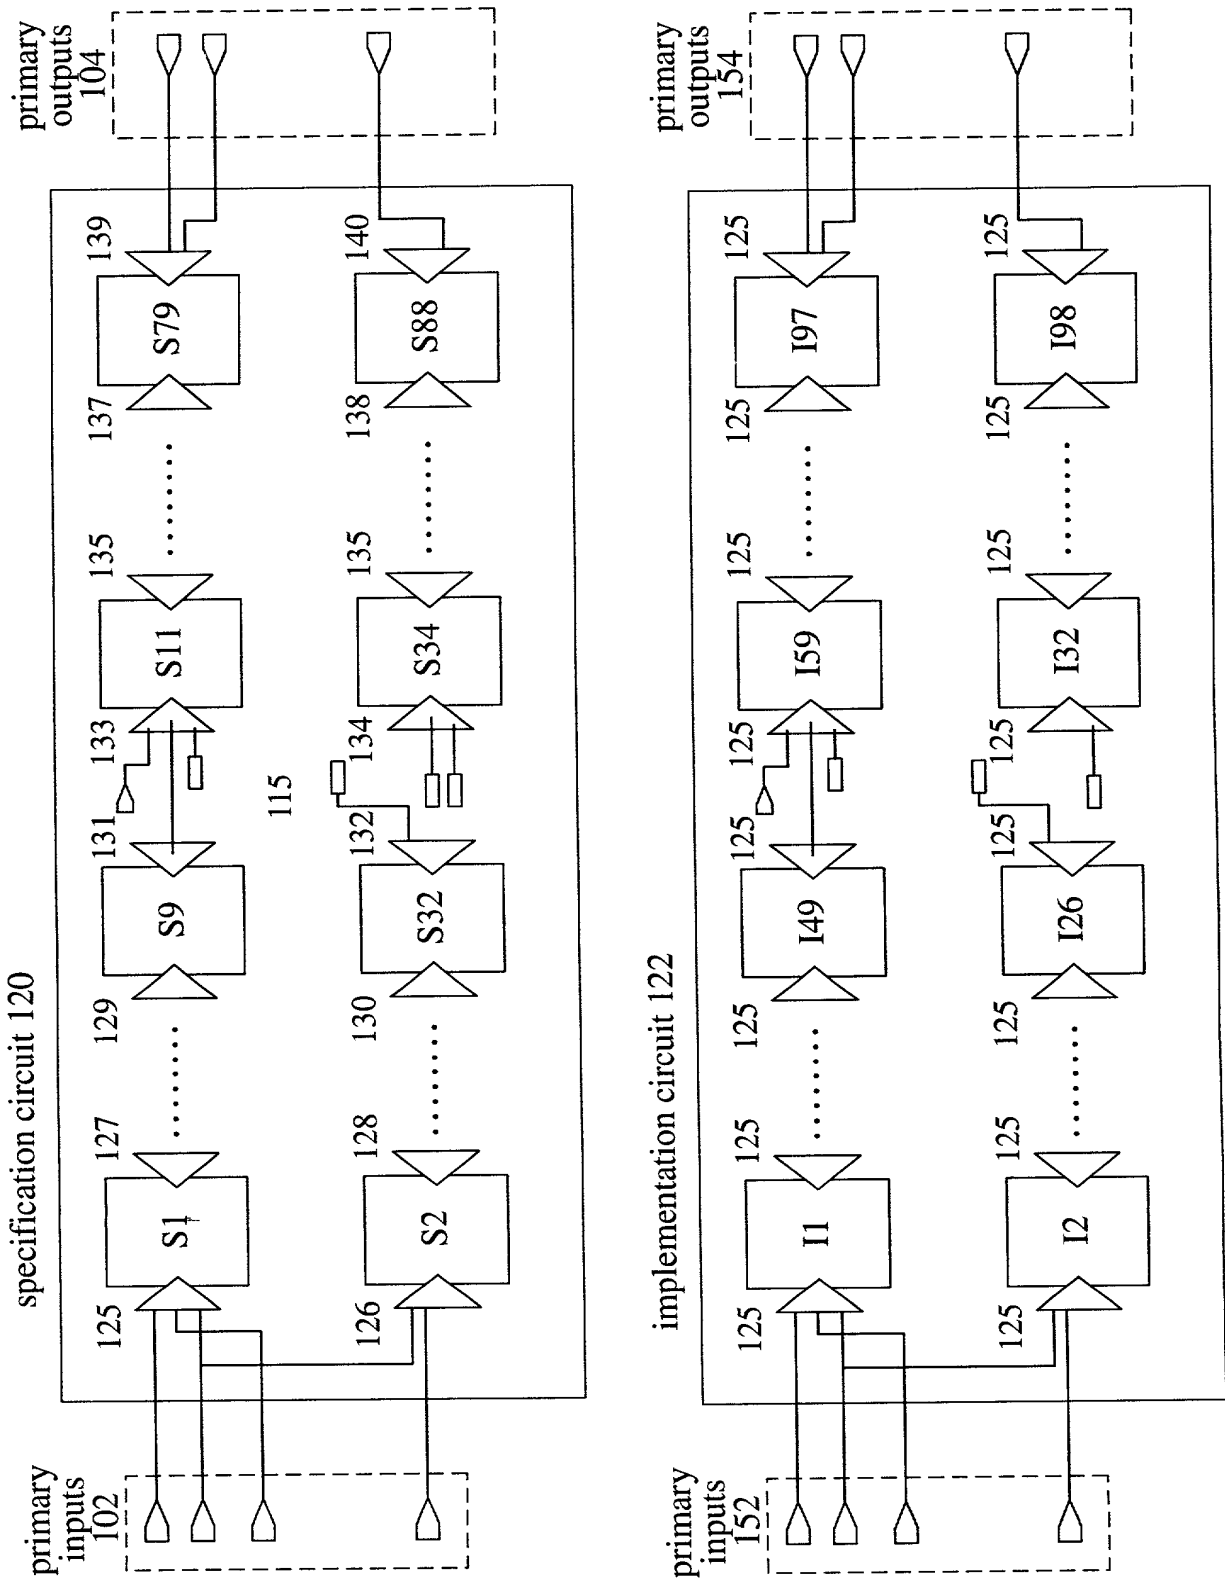 primary
outputs
104
139
S79
137
135
S11
133
131
S9
129
127
S1
125
primary
inputs
102
140
S88
138
135
S34
134
115
132
S32
130
128
S2
126
specification circuit 120
primary
outputs
154
125
I97
125
125
I59
125
125
I49
125
125
I1
125
primary
inputs
152
125
I98
125
125
I32
125
125
I26
125
125
I2
125
implementation circuit 122